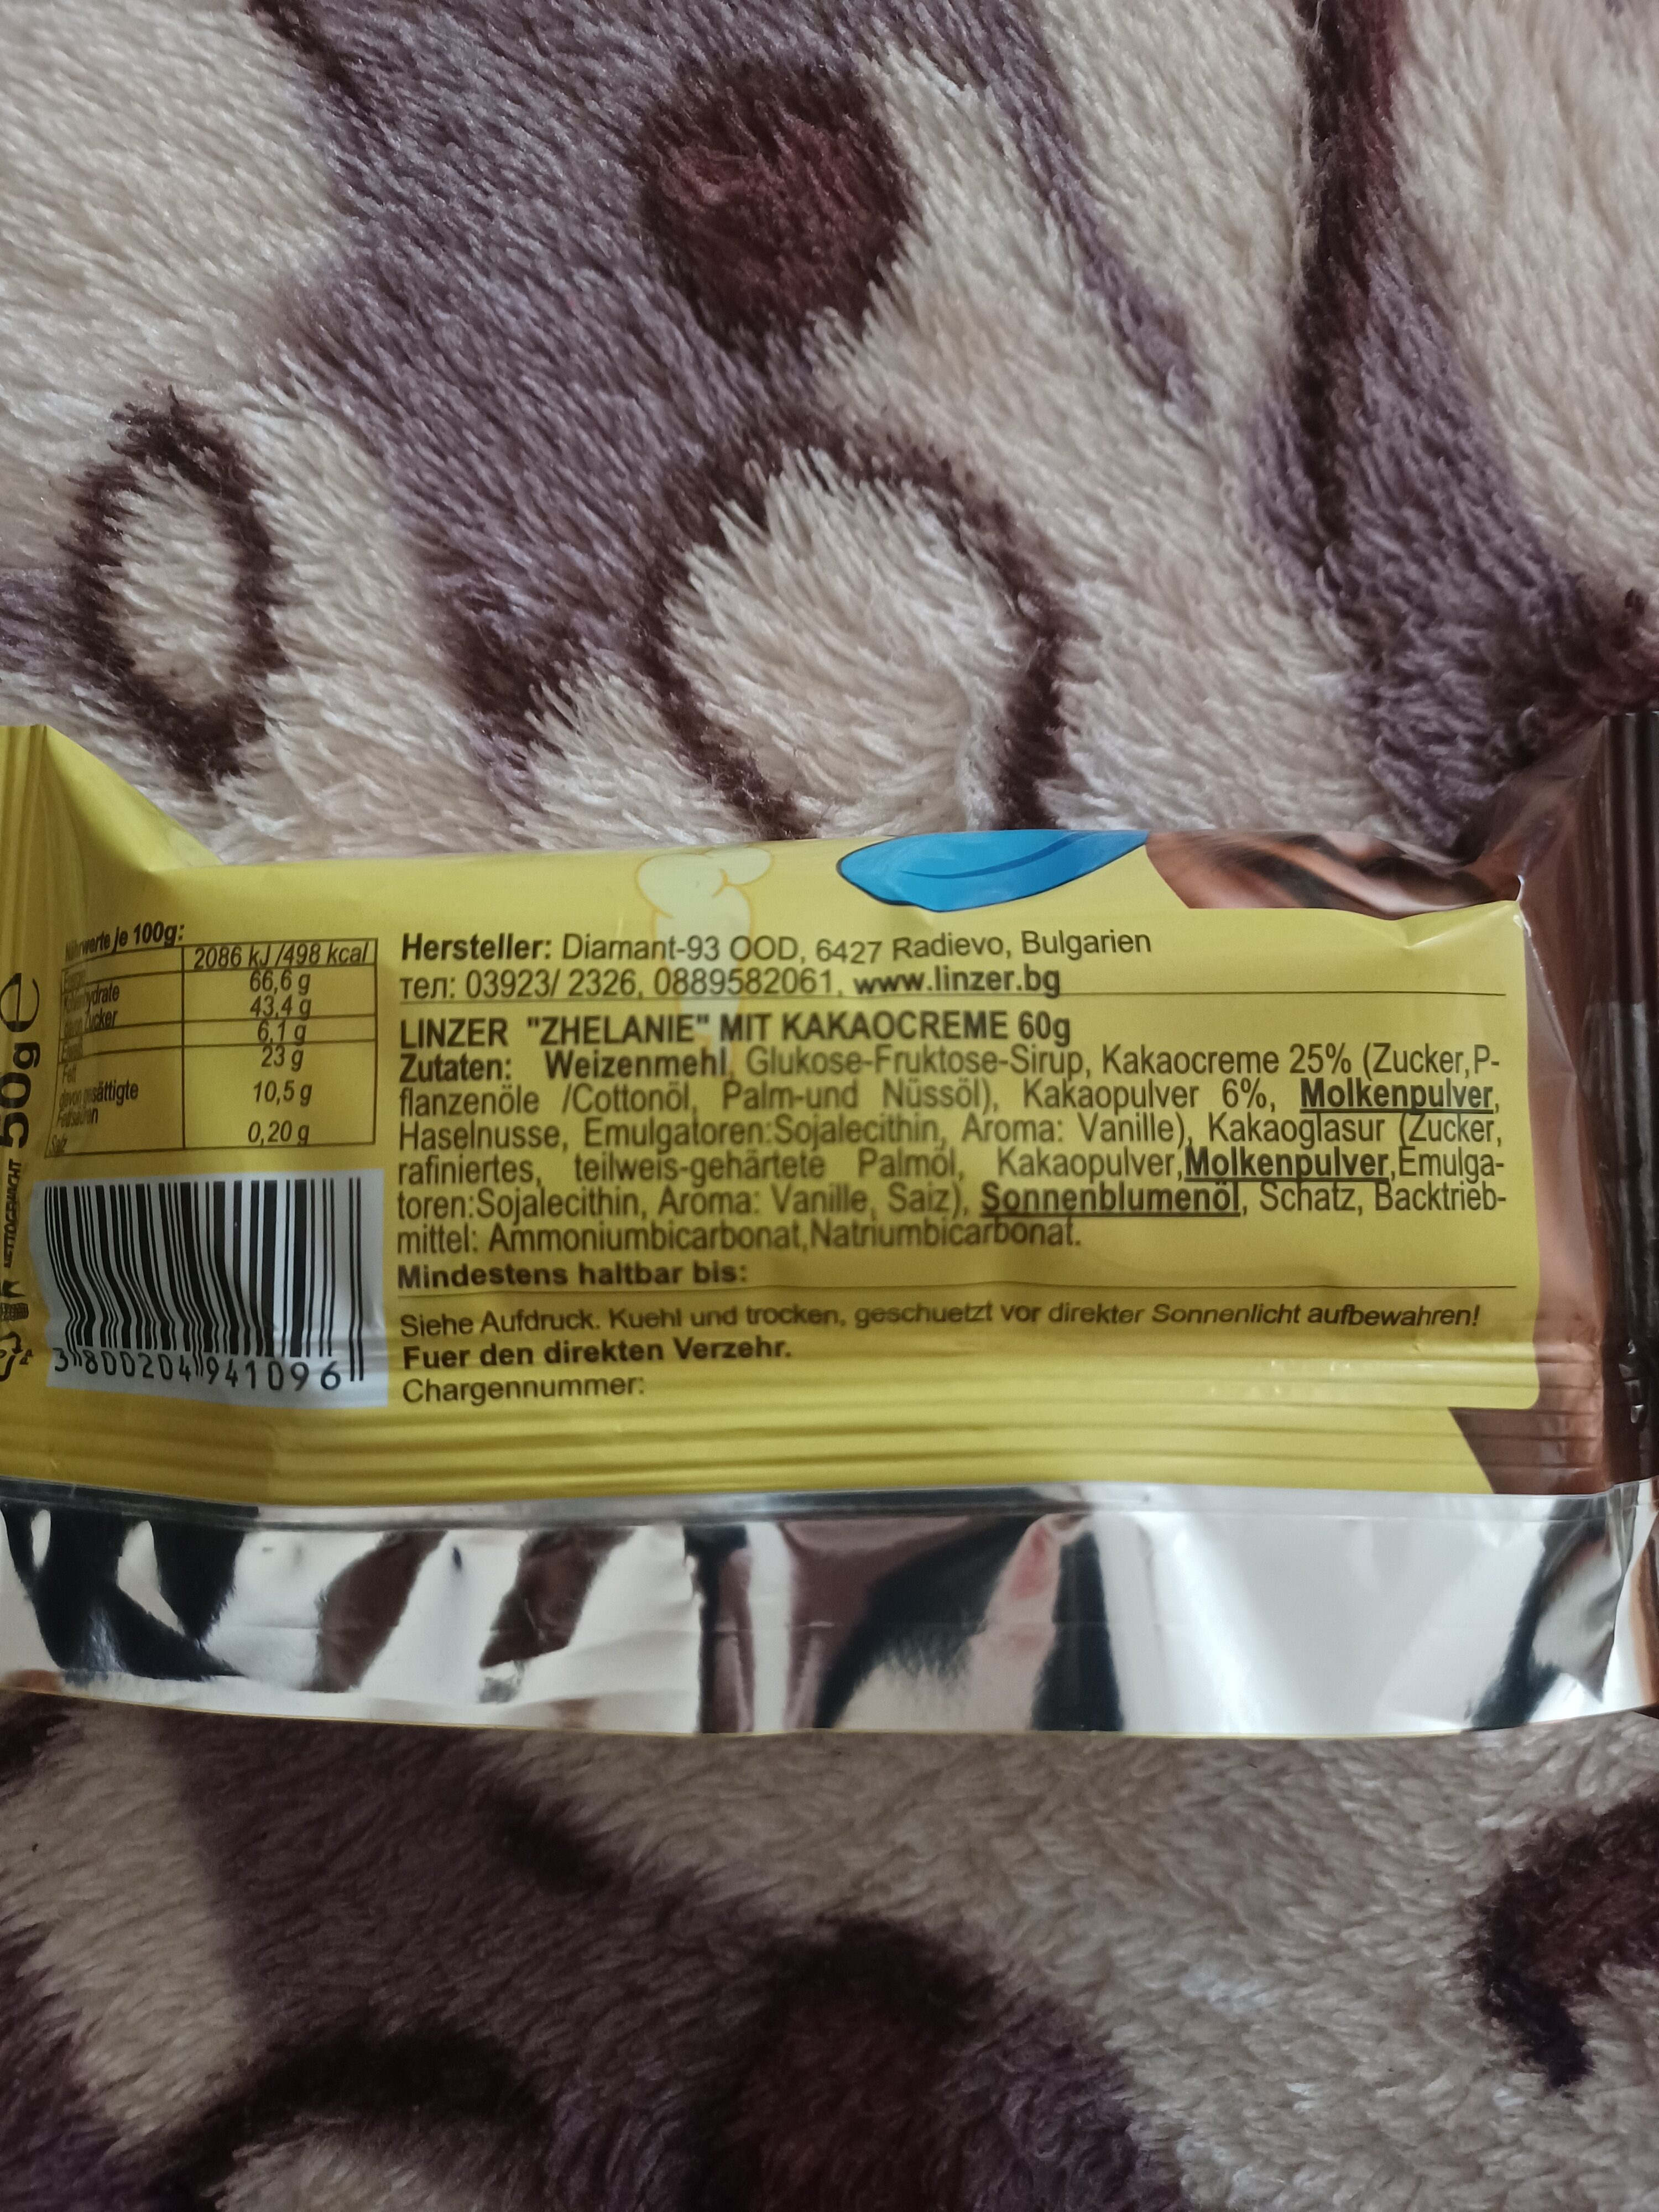 Nährwerte je 100g:
2086 kJ/498 kcal
66,6 g
43,4 g
6,1 g
Fett 23 g
10,5 g
Salz 0,20 g
50g e
NETTOGEWICHT
3 800204 941096
Hersteller: Diamant-93 OOD, 6427 Radievo, Bulgarien
тел: 03923/ 2326, 0889582061, www.linzer.bg
LINZER "ZHELANIE" MIT KAKAOCREME 60g
Zutaten: Weizenmehl, Glukose-Fruktose-Sirup, Kakaocreme 25% (Zucker,P-
flanzenöle /Cottonöl, Palm-und Nüssöl), Kakaopulver 6%, Molkenpulver,
Haselnusse, Emulgatoren:Sojalecithin, Aroma: Vanille), Kakaoglasur (Zucker,
rafiniertes, teilweis-gehärtete Palmöl, Kakaopulver,Molkenpulver,Emulga-
toren:Sojalecithin, Aroma: Vanille, Saiz), Sonnenblumenöl, Schatz, Backtrieb-
mittel: Ammoniumbicarbonat,Natriumbicarbonat.
Mindestens haltbar bis:
Siehe Aufdruck. Kuehl und trocken, geschuetzt vor direkter Sonnenlicht aufbewahren!
Fuer den direkten Verzehr.
Chargennummer: